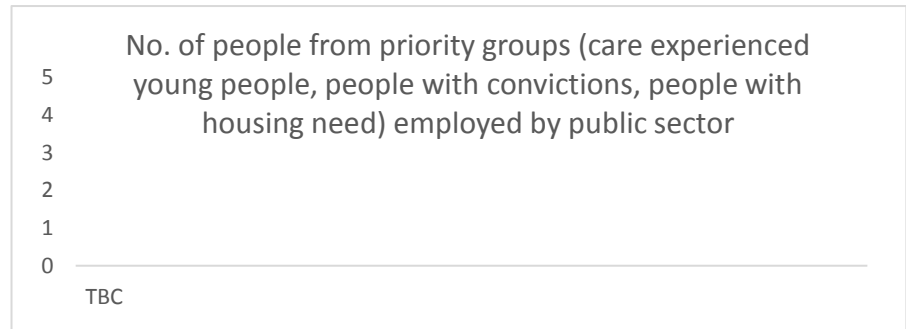 No. of people from priority groups (care experienced
young people, people with convictions, people with
housing need) employed by public sector
5
4
3
2
1
0
TBC